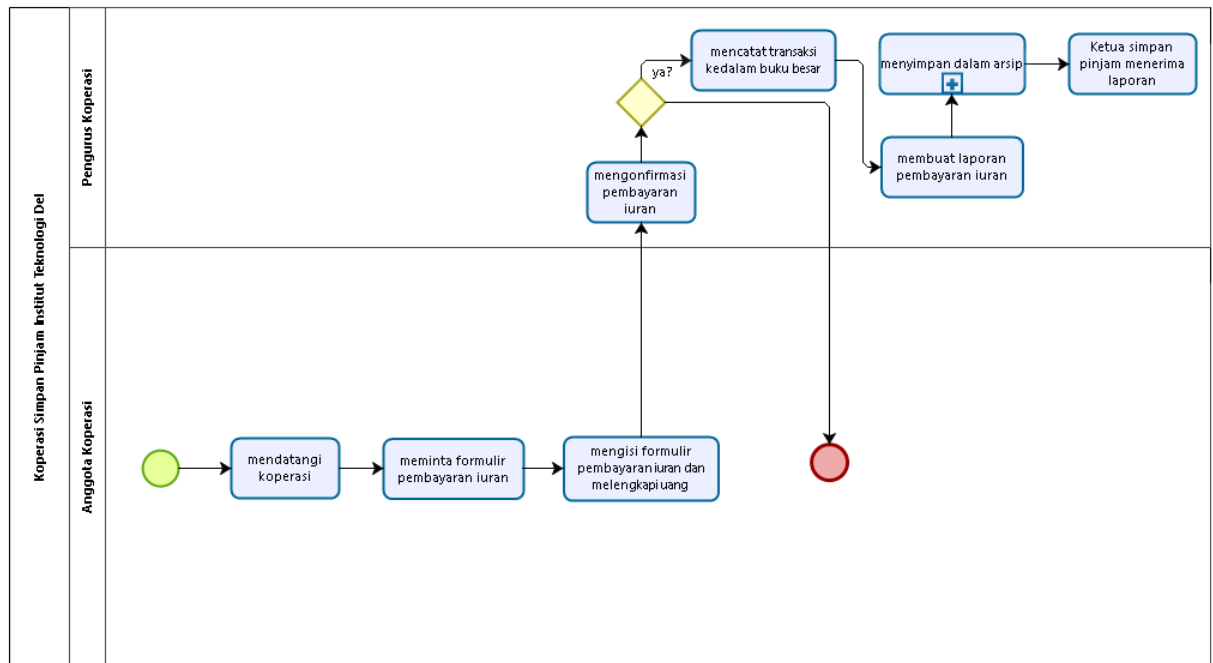 Koperasi Simpan Pinjam Institut Teknologi Del
Pengurus Koperasi
ya?
mencatat transaksi
kedalam buku besar
menyimpan dalam arsip
Ketua simpan
pinjam menerima
laporan
mengonfirmasi
pembayaran
iuran
membuat laporan
pembayaran iuran
Anggota Koperasi
mendatangi
koperasi
meminta formulir
pembayaran iuran
mengisi formulir
pembayaran iuran dan
melengkapi uang